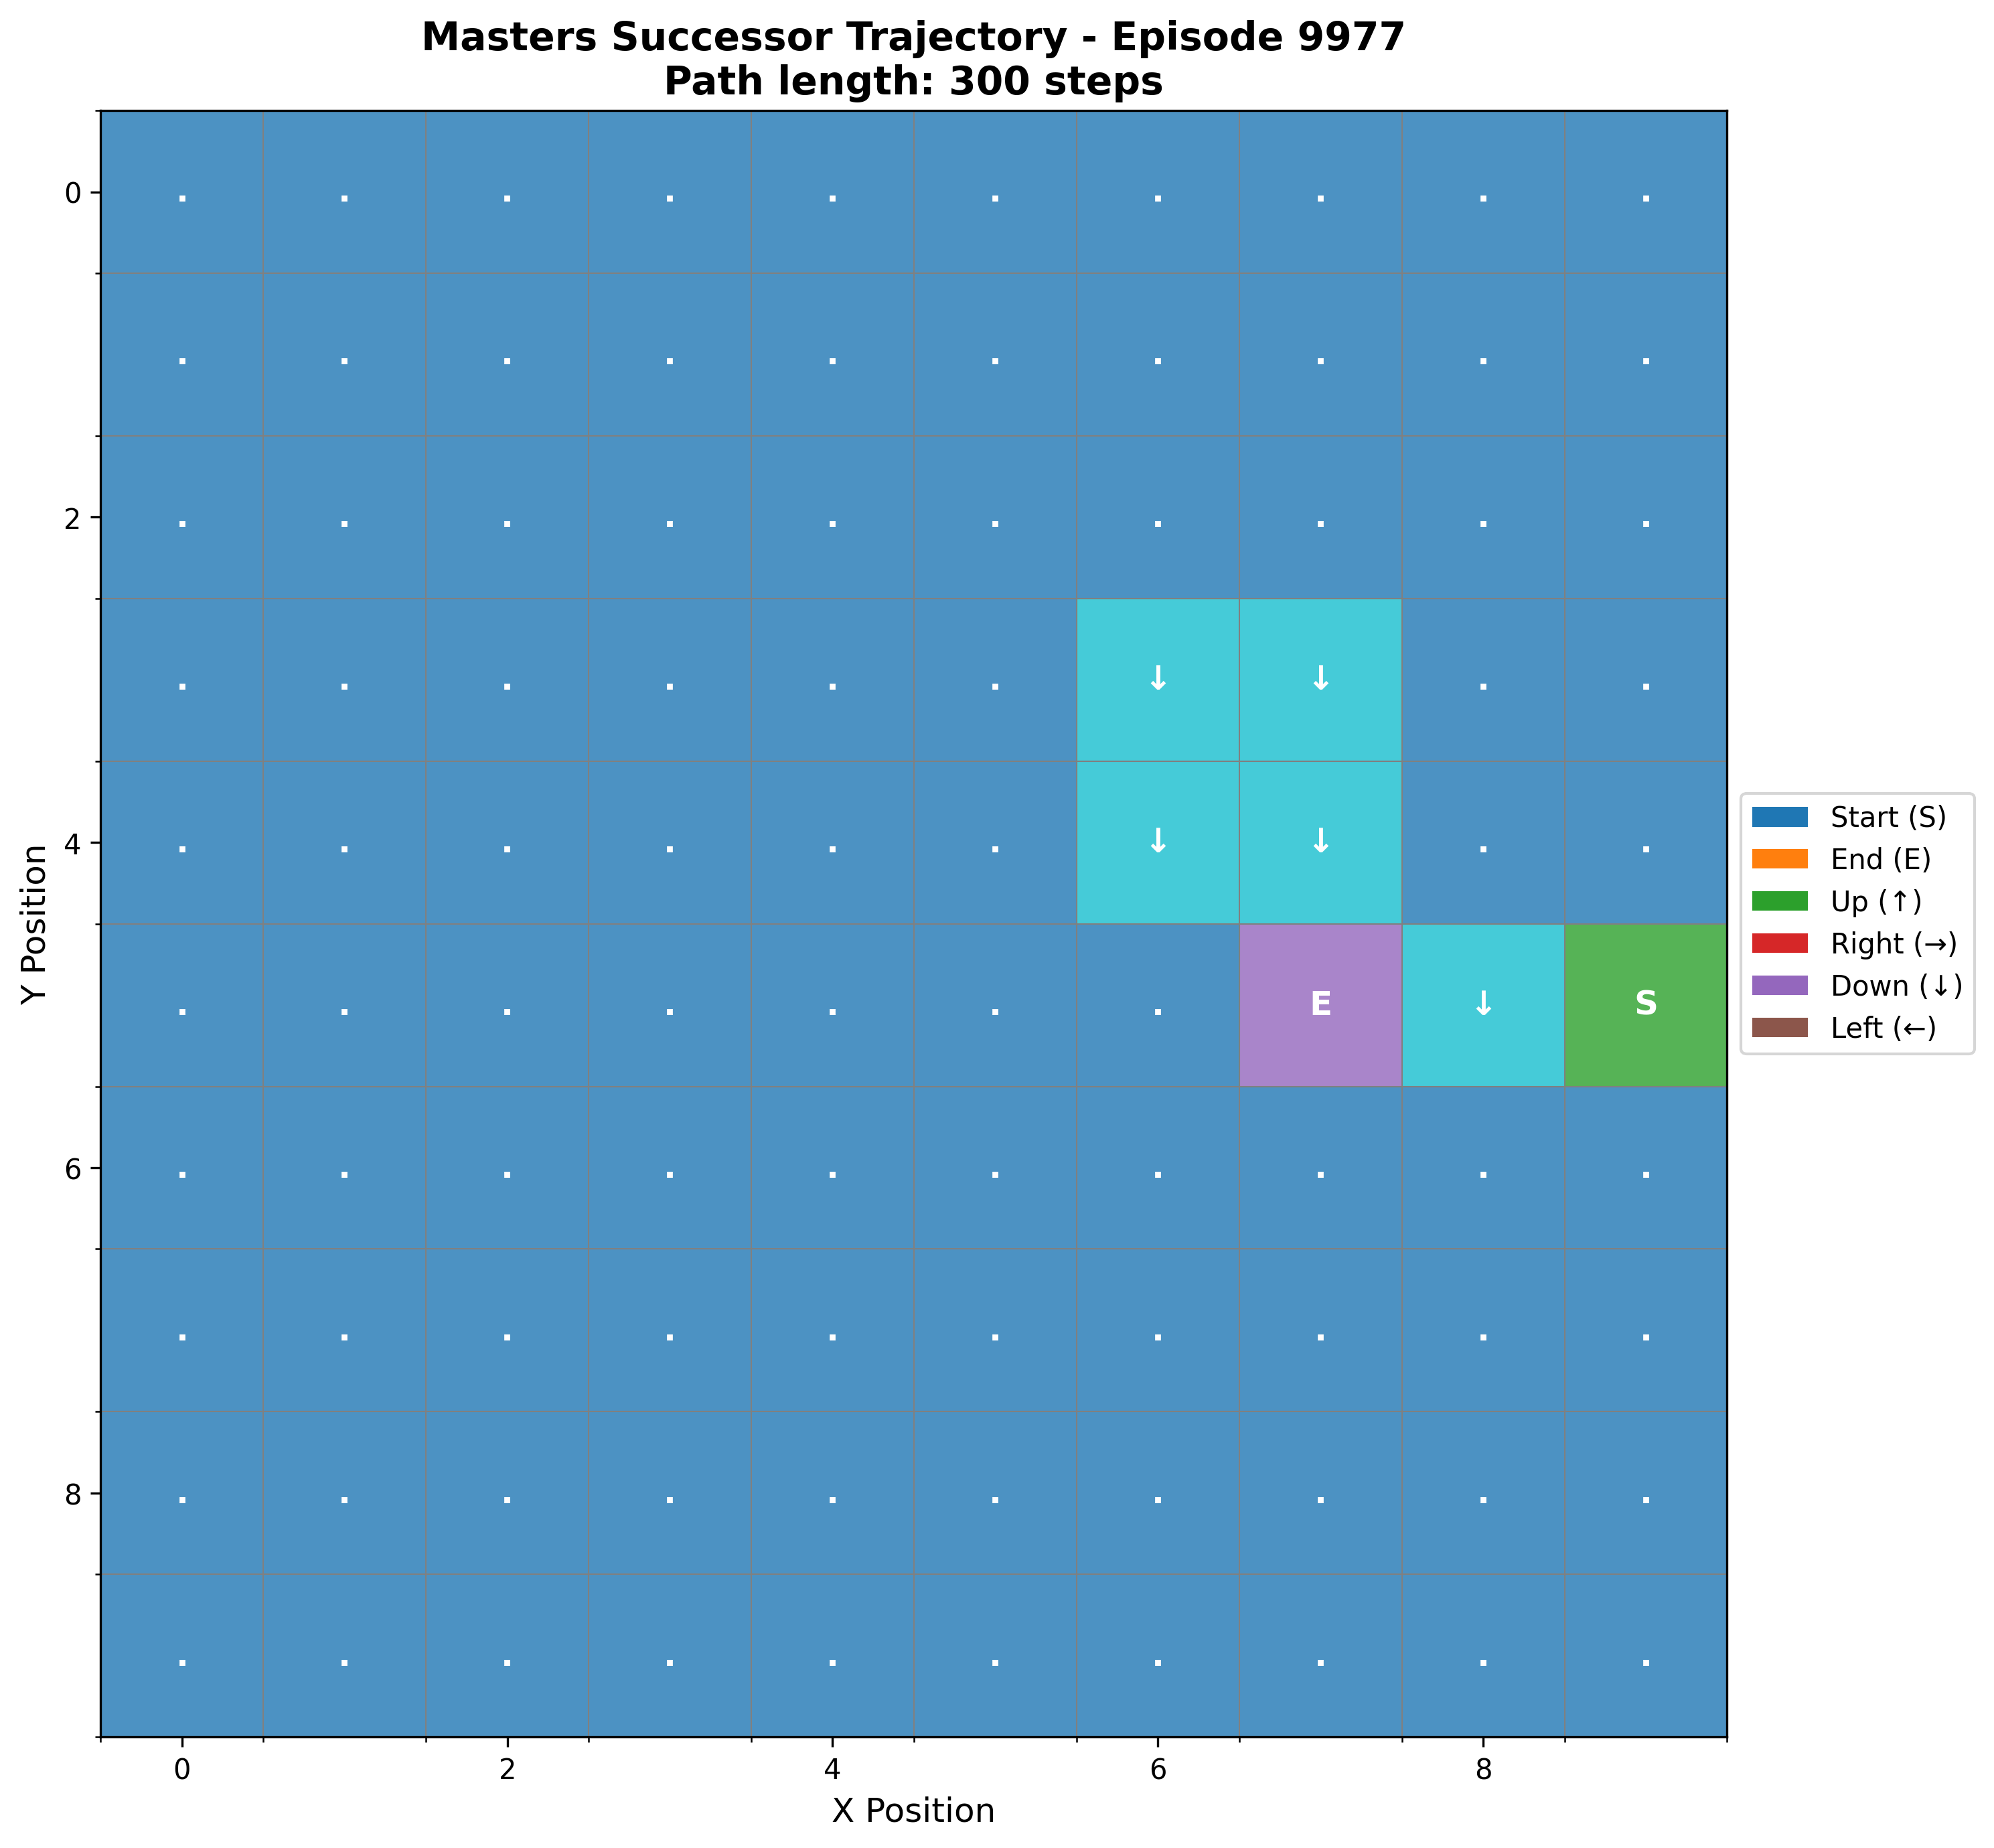 Masters Successor Trajectory - Episode 9977
Path length: 300 steps
0
2
↓ ↓
4 ↓ ↓
E ↓ S
6
8
0 2 4 6 8
X Position
Y Position
Start (S)
End (E)
Up (↑)
Right (→)
Down (↓)
Left (←)